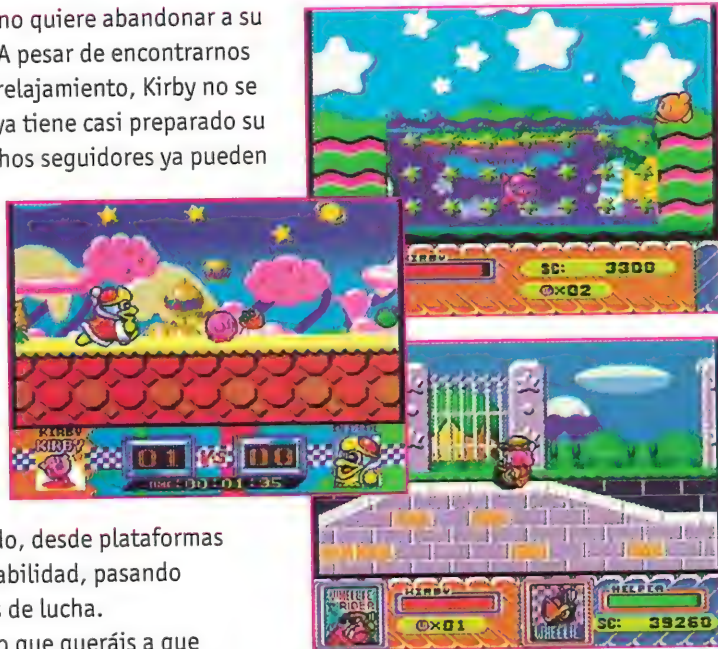 no quiere abandonar a su
A pesar de encontrarnos
relajamiento, Kirby no se
ya tiene casi preparado su
hos seguidores ya pueden
KIRBY
SC: 3300
×02
KIRBY
KIRBY
01 VS 00
TIME:00:01:35
lo, desde plataformas
abilidad, pasando
s de lucha.
o que queráis a que
WHEELIE
RIDER
KIRBY
×01
WHEELIE
HELPER
SC: 39260